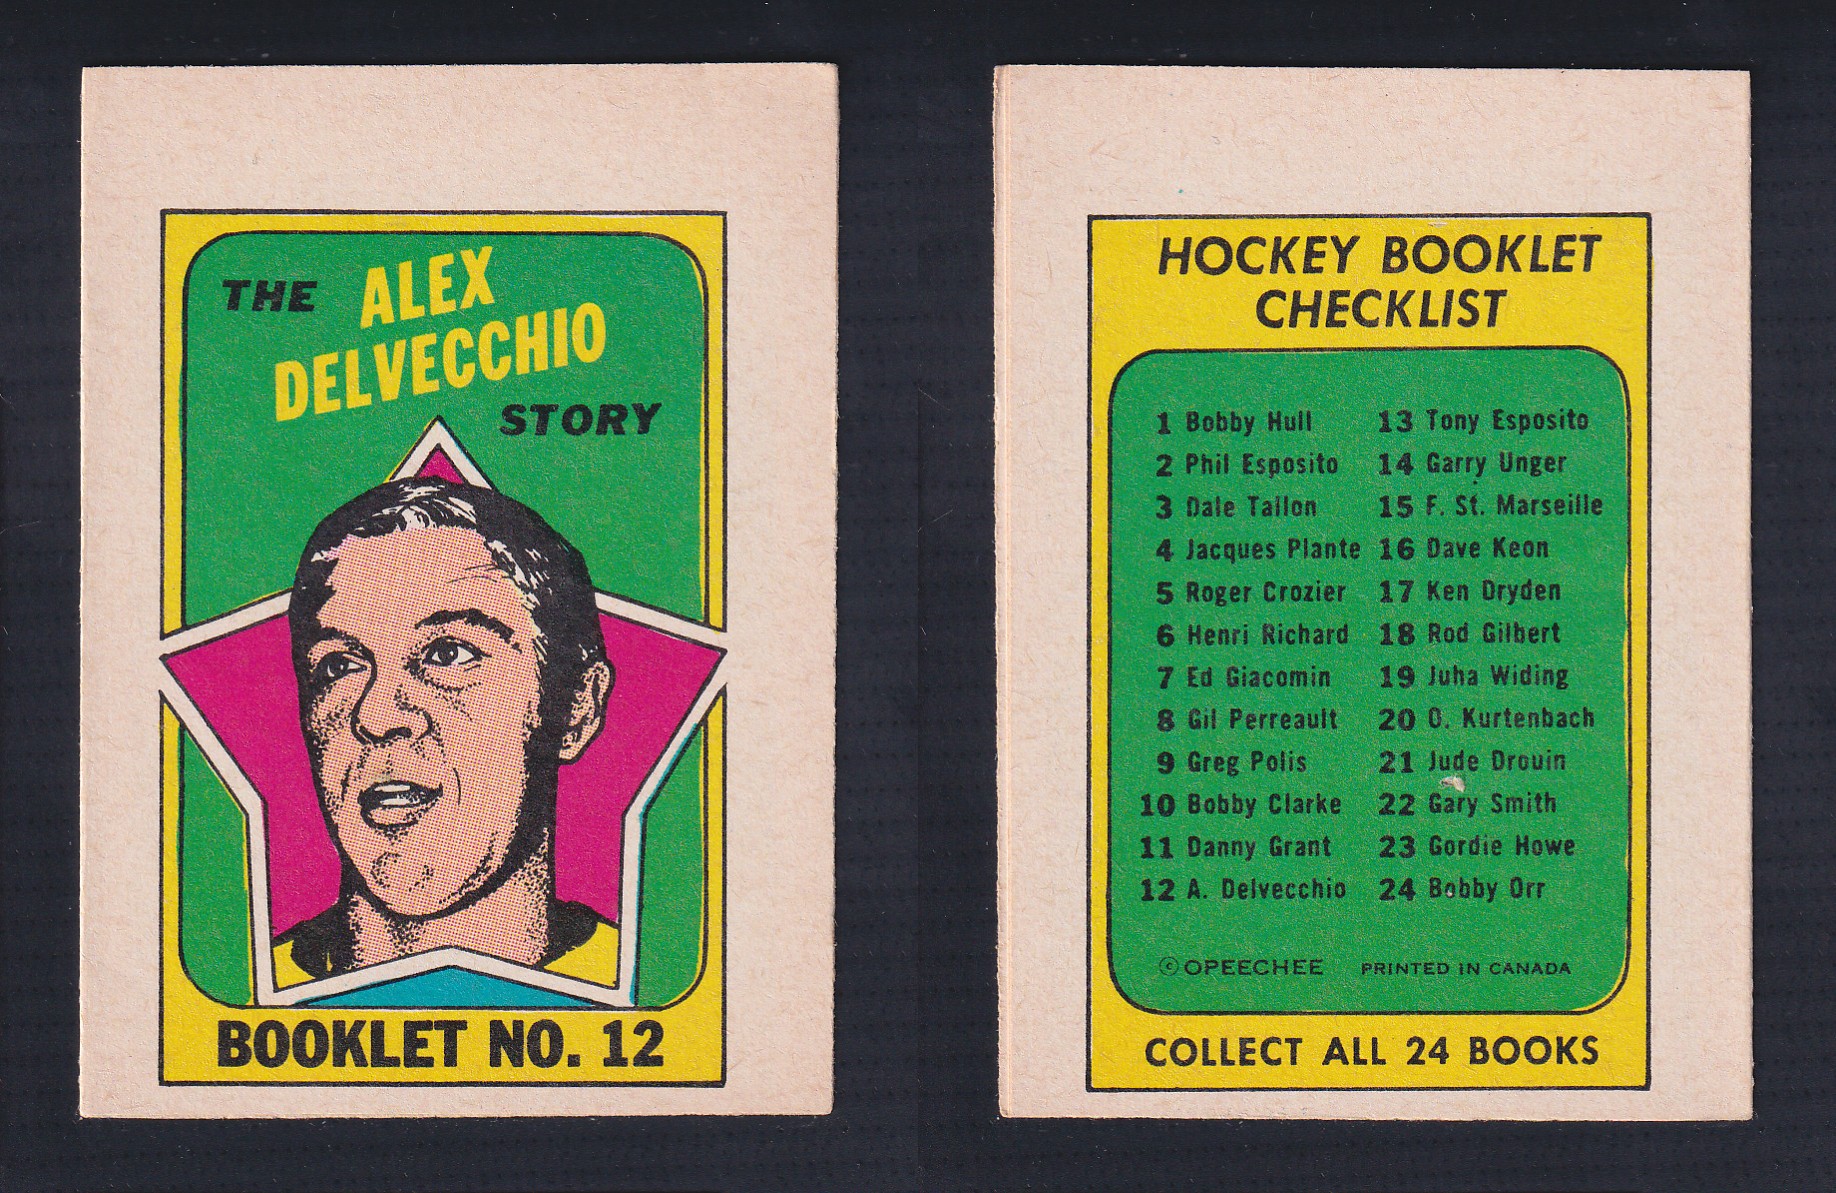 THE ALEX
DELVECCHIO
STORY
BOOKLET NO. 12
HOCKEY BOOKLET
CHECKLIST
1 Bobby Hull
2 Phil Esposito
3 Dale Tallon
4 Jacques Plante
5 Roger Crozier
6 Henri Richard
7 Ed Giacomin
8 Gil Perreault
9 Greg Polis
10 Bobby Clarke
11 Danny Grant
12 A. Delvecchio
13 Tony Esposito
14 Garry Unger
15 F. St. Marseille
16 Dave Keon
17 Ken Dryden
18 Rod Gilbert
19 Juha Widing
20 O. Kurtenbach
21 Jude Drouin
22 Gary Smith
23 Gordie Howe
24 Bobby Orr
© OPEECHEE PRINTED IN CANADA
COLLECT ALL 24 BOOKS